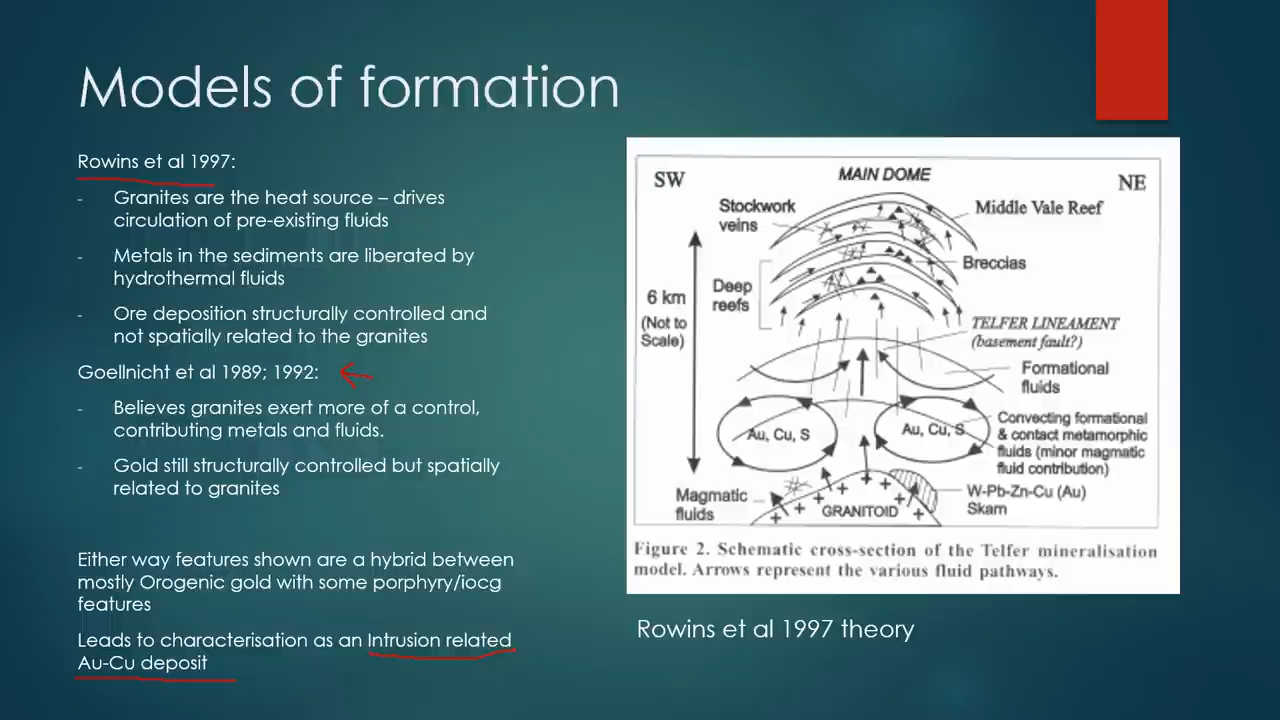 Models of formation
Rowins et al 1997:
- Granites are the heat source – drives
circulation of pre-existing fluids
- Metals in the sediments are liberated by
hydrothermal fluids
- Ore deposition structurally controlled and
not spatially related to the granites
Goellnicht et al 1989; 1992:
- Believes granites exert more of a control,
contributing metals and fluids.
- Gold still structurally controlled but spatially
related to granites
Either way features shown are a hybrid between
mostly Orogenic gold with some porphyry/iocg
features
Leads to characterisation as an Intrusion related
Au-Cu deposit
SW
MAIN DOME
NE
Stockwork
veins
Middle Vale Reef
Breccias
Deep
reefs
6 km
(Not to
Scale)
TELFER LINEAMENT
(basement fault?)
Formational
fluids
Au, Cu, S
Au, Cu, S
Convecting formational
& contact metamorphic
fluids (minor magmatic
fluid contribution)
Magmatic
fluids
GRANITOID
W-Pb-Zn-Cu (Au)
Skarn
Figure 2. Schematic cross-section of the Telfer mineralisation
model. Arrows represent the various fluid pathways.
Rowins et al 1997 theory